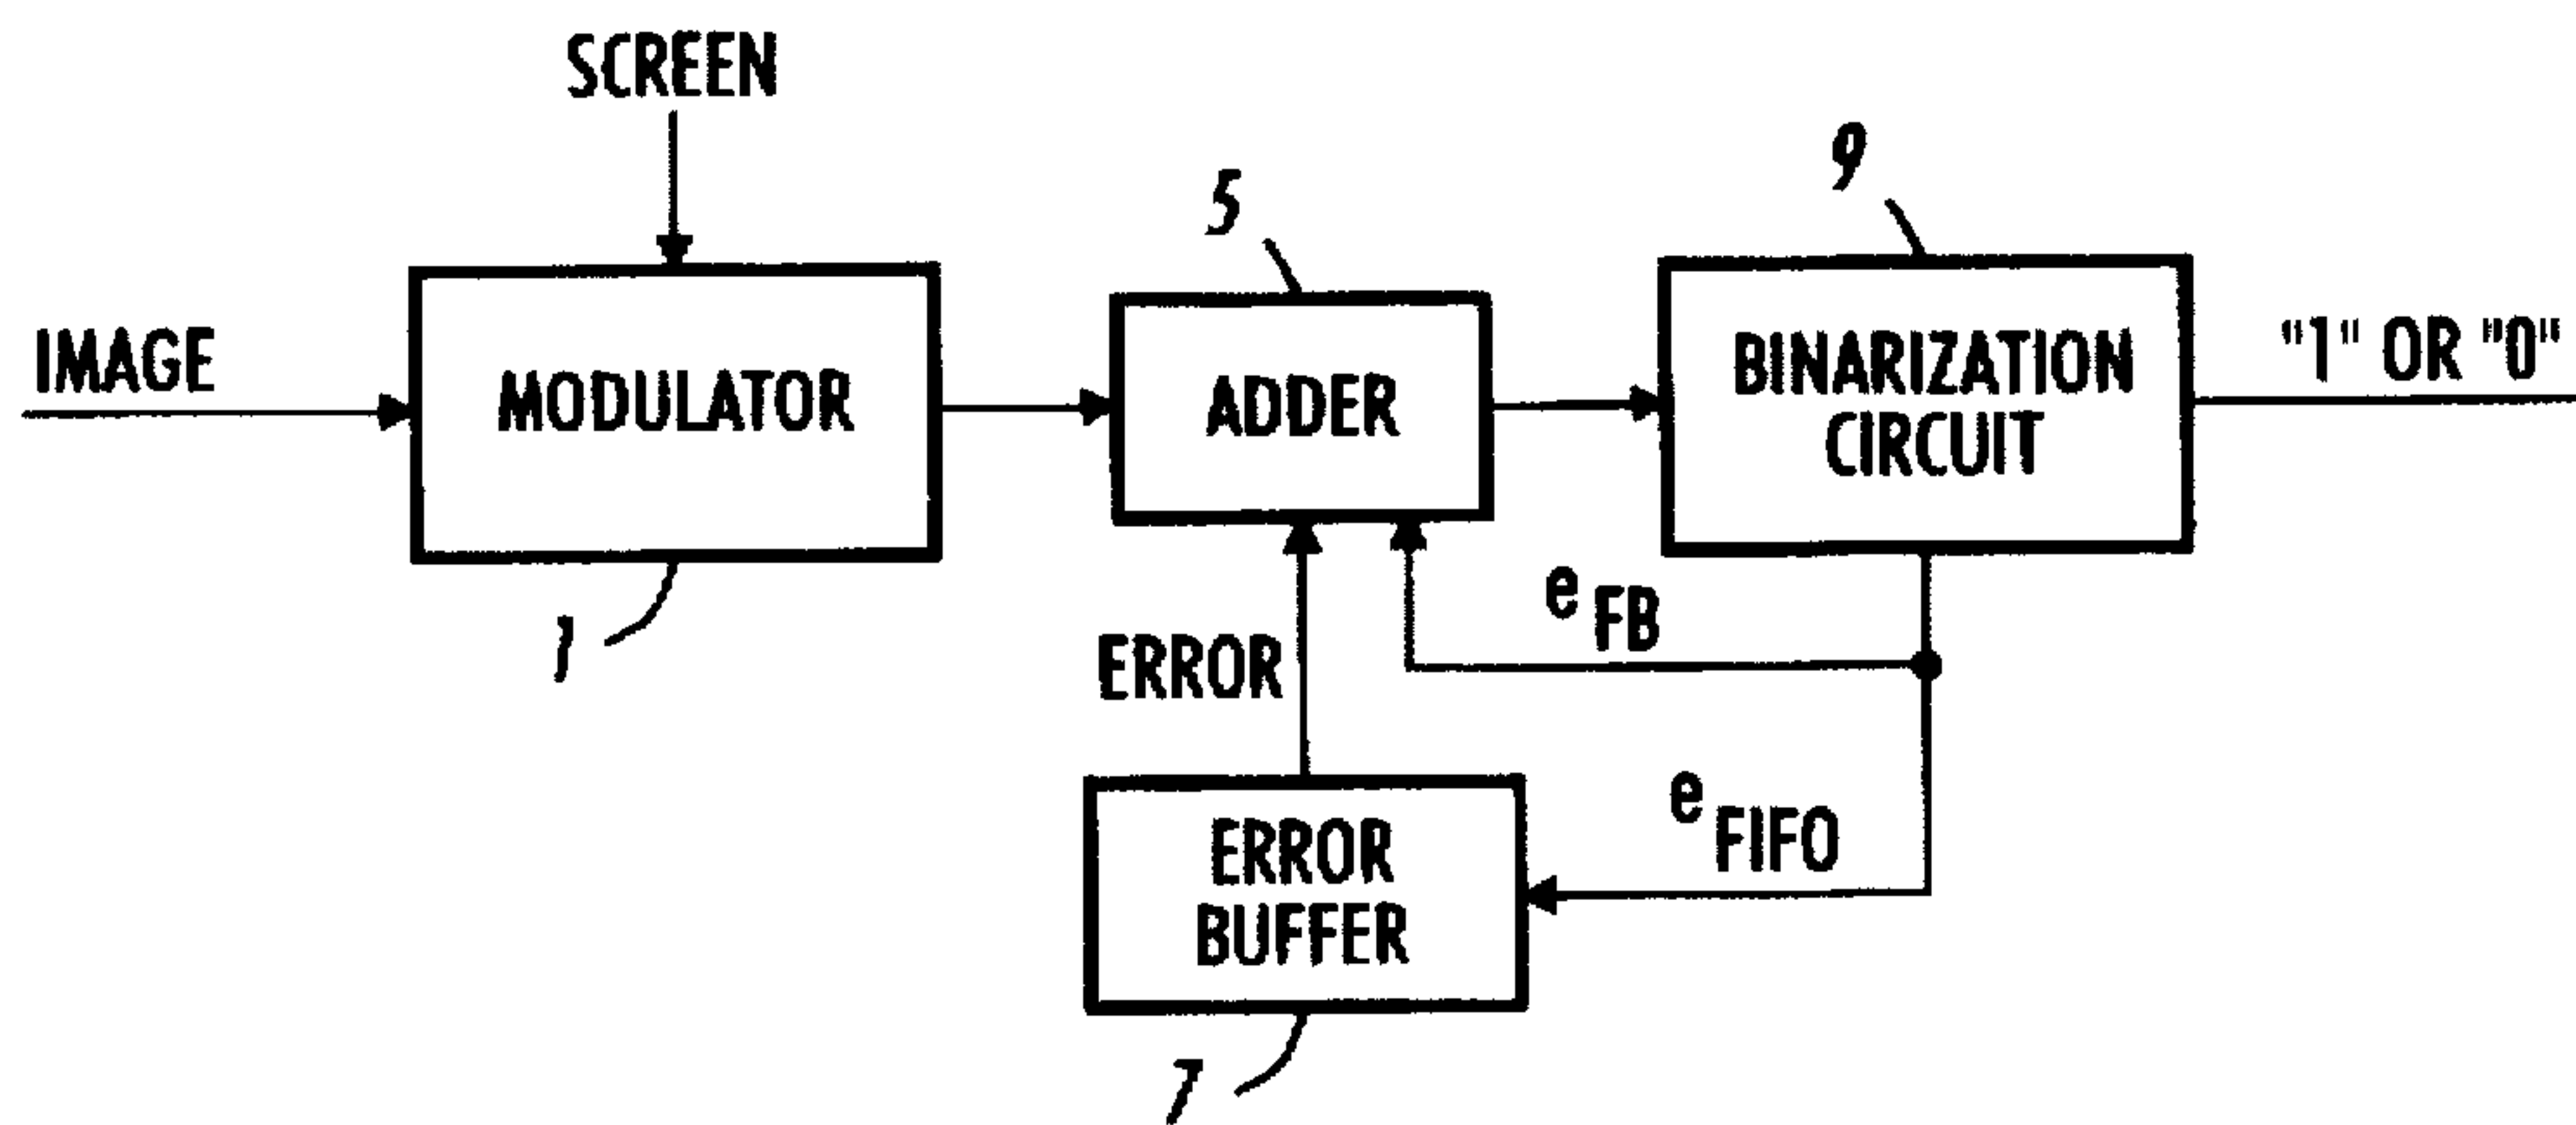 SCREEN
9
5
IMAGE
MODULATOR
ADDER
BINARIZATION
CIRCUIT
"1" OR "0"
1
e FB
ERROR
e FIFO
ERROR
BUFFER
7